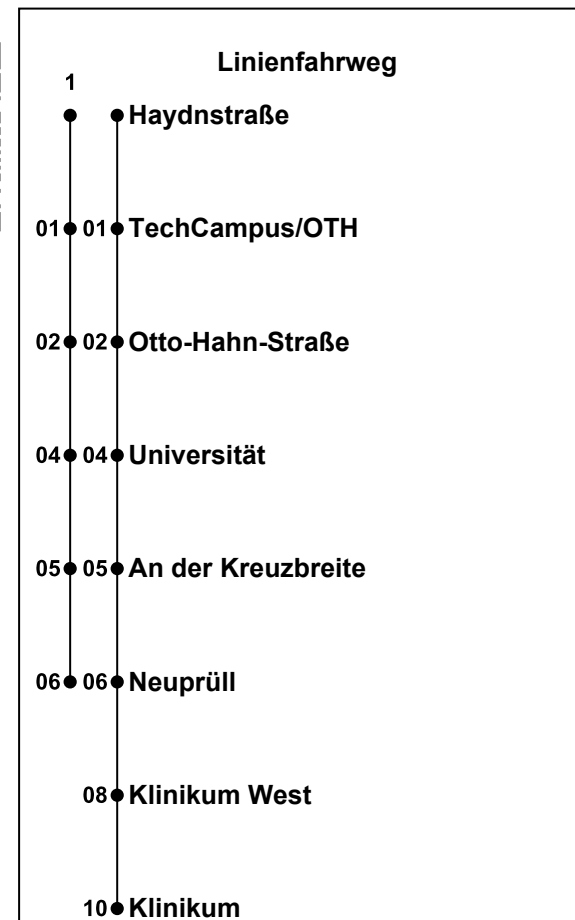 Linienfahrweg
1
Haydnstraße
01 01 TechCampus/OTH
02 02 Otto-Hahn-Straße
04 04 Universität
05 05 An der Kreuzbreite
06 06 Neuprüll
08 Klinikum West
10 Klinikum